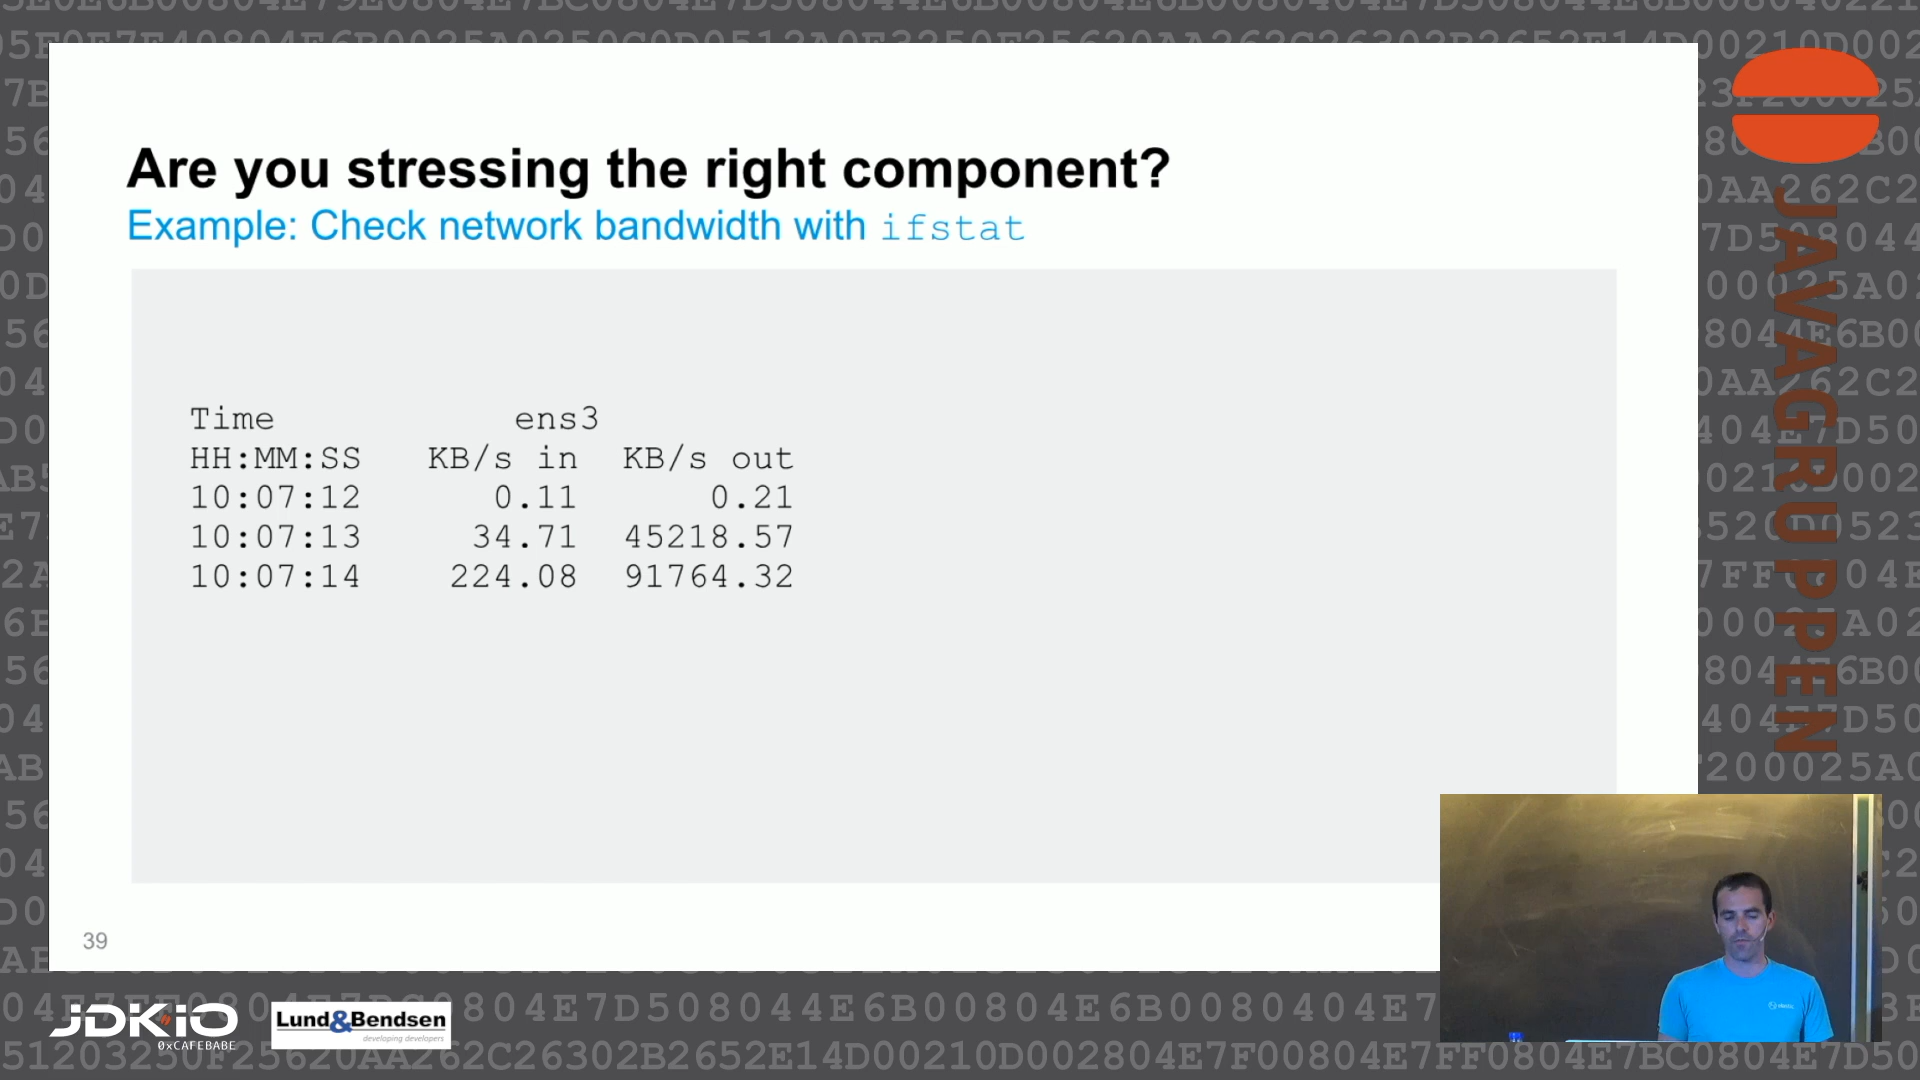 Are you stressing the right component?
Example: Check network bandwidth with ifstat
Time ens3
HH:MM:SS KB/s in KB/s out
10:07:12 0.11 0.21
10:07:13 34.71 45218.57
10:07:14 224.08 91764.32
39
JAVAGRUPPEN
JDKIO
0xCAFEBABE
Lund&Bendsen
developing developers
elastic